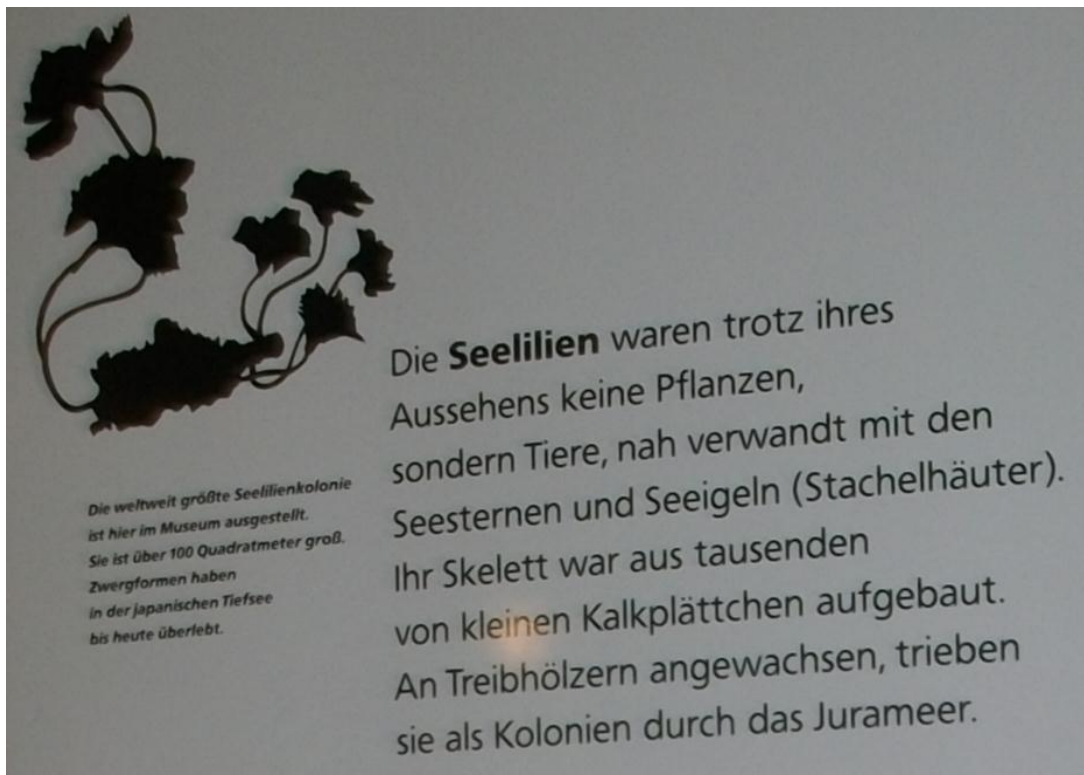 Die Seelilien waren trotz ihres
Aussehens keine Pflanzen,
sondern Tiere, nah verwandt mit den
Seesternen und Seeigeln (Stachelhäuter).
Ihr Skelett war aus tausenden
von kleinen Kalkplättchen aufgebaut.
An Treibhölzern angewachsen, trieben
sie als Kolonien durch das Jurameer.
Die weltweit größte Seelilienkolonie
ist hier im Museum ausgestellt.
Sie ist über 100 Quadratmeter groß.
Zwergformen haben
in der japanischen Tiefsee
bis heute überlebt.